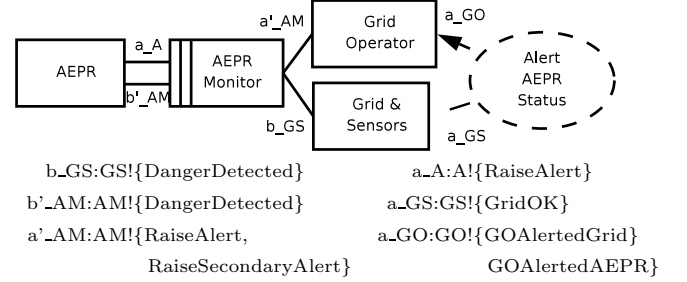 a'_AM
Grid
Operator
a_GO
a_A
AEPR
AEPR
Monitor
Alert
AEPR
Status
b'_AM
Grid &
Sensors
b_GS
a_GS
b_GS:GS!{DangerDetected}
a_A:A!{RaiseAlert}
b'_AM:AM!{DangerDetected}
a_GS:GS!{GridOK}
a'_AM:AM!{RaiseAlert,
a_GO:GO!{GOAlertedGrid}
RaiseSecondaryAlert}
GOAlertedAEPR}